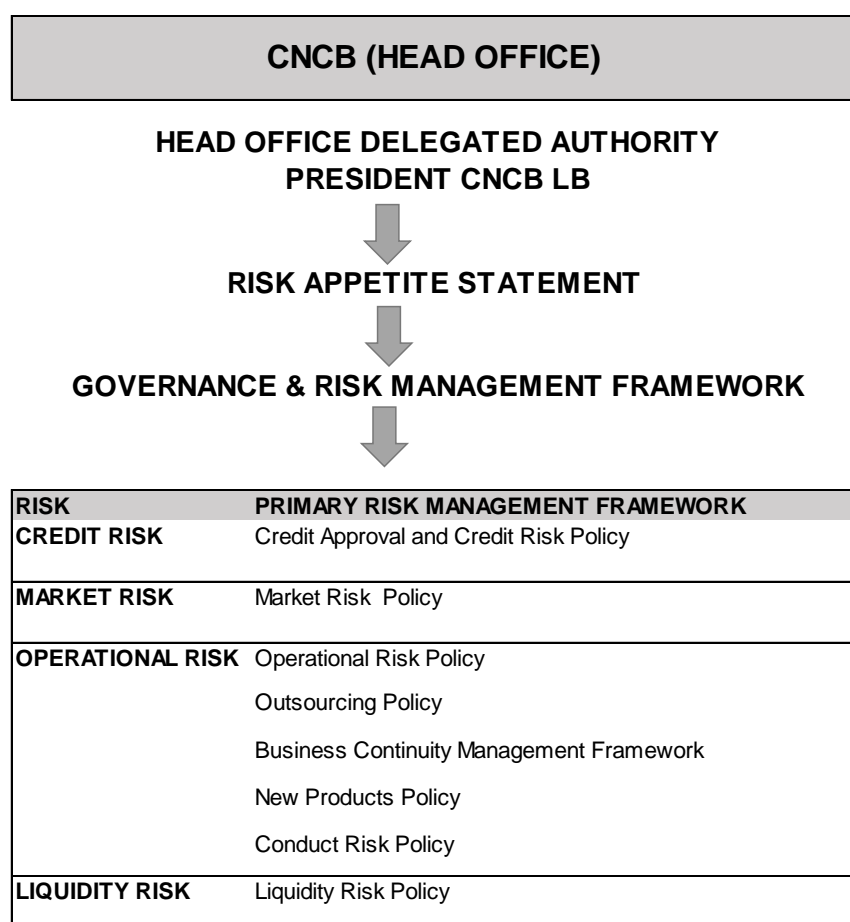 CNCB (HEAD OFFICE)
HEAD OFFICE DELEGATED AUTHORITY
PRESIDENT CNCB LB
RISK APPETITE STATEMENT
GOVERNANCE & RISK MANAGEMENT FRAMEWORK
RISK PRIMARY RISK MANAGEMENT FRAMEWORK
CREDIT RISK Credit Approval and Credit Risk Policy
MARKET RISK Market Risk Policy
OPERATIONAL RISK Operational Risk Policy
Outsourcing Policy
Business Continuity Management Framework
New Products Policy
Conduct Risk Policy
LIQUIDITY RISK Liquidity Risk Policy